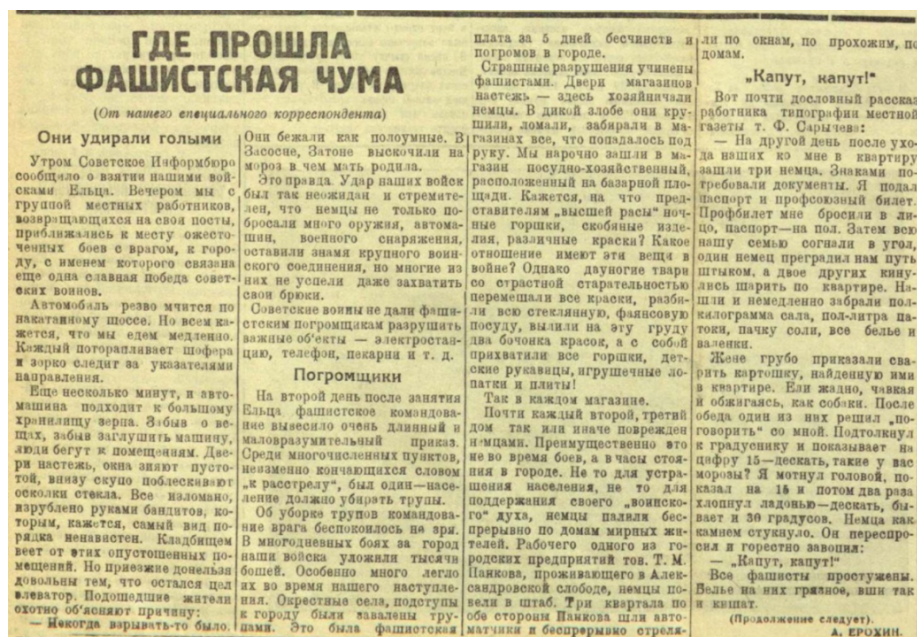 ГДЕ ПРОШЛА
ФАШИСТСКАЯ ЧУМА
(От нашего специального корреспондента)
Они удирали голыми
Утром Советское Информбюро
сообщило о взятии нашими вой-
сками Ельца. Вечером мы с
группой местных работников,
возвращающихся на свои посты,
приближались к месту ожесто-
ченных боев с врагом, к горо-
ду, с именем которого связана
еще одна славная победа совет-
ских воинов.
Автомобиль резво мчится по
накатанному шоссе. Но всем ка-
жется, что мы едем медленно.
Каждый поторапливает шофера
и зорко следит за указателями
направления.
Еще несколько минут, и авто-
машина подходит к большому
хранилищу зерна. Забыв о ве-
щах, забыв заглушить машину,
люди бегут к помещениям. Две-
ри настежь, окна зияют пусто-
той, внизу скупо поблескивают
осколки стекла. Все изломано,
изрублено руками бандитов, ко-
торым, кажется, самый вид по-
рядка ненавистен. Кладбищем
веет от этих опустошенных по-
мещений. Но приезжие донельзя
довольны тем, что остался цел
элеватор. Подошедшие жители
охотно об'ясняют причину:
— Некогда взрывать-то было.
Они бежали как полоумные. В
Засосне, Затоне выскочили на
мороз в чем мать родила.
Это правда. Удар наших войск
был так неожидан и стремите-
лен, что немцы не только по-
бросали много оружия, автома-
шин, военного снаряжения,
оставили знамя крупного воин-
ского соединения, но многие из
них не успели даже захватить
свои брюки.
Советские воины не дали фаши-
стским погромщикам разрушить
важные об'екты — электростан-
цию, телефон, пекарни и т. д.
Погромщики
На второй день после занятия
Ельца фашистское командова-
ние вывесило очень длинный и
маловразумительный приказ.
Среди многочисленных пунктов,
неизменно кончающихся словом
„к расстрелу“, был один—насе-
ление должно убирать трупы.
Об уборке трупов командова-
ние врага беспокоилось не зря.
В многодневных боях за город
наши войска уложили тысячи
бошей. Особенно много легло
их во время нашего наступле-
ния. Окрестные села, подступы
к городу были завалены тру-
пами. Это была фашистская
плата за 5 дней бесчинств и
погромов в городе.
Страшные разрушения учинены
фашистами. Двери магазинов
настежь — здесь хозяйничали
немцы. В дикой злобе они кру-
шили, ломали, забирали в ма-
газинах все, что попадалось под
руку. Мы нарочно зашли в ма-
газин посудно-хозяйственный,
расположенный на базарной пло-
щади. Кажется, на что пред-
ставителям „высшей расы“ ноч-
ные горшки, скобяные изде-
лия, различные краски? Какое
отношение имеют эти вещи к
войне? Однако двуногие твари
со страстной старательностью
перемешали все краски, разби-
ли всю стеклянную, фаянсовую
посуду, вылили на эту груду
два бочонка красок, а с собой
прихватили все горшки, дет-
ские рукавицы, игрушечные ло-
патки и плиты!
Так в каждом магазине.
Почти каждый второй, третий
дом так или иначе поврежден
немцами. Преимущественно это
не во время боев, а в часы стоя-
ния в городе. Не то для устра-
шения населения, не то для
поддержания своего „воинско-
го“ духа, немцы палили бес-
прерывно по домам мирных жи-
телей. Рабочего одного из го-
родских предприятий тов. Т. М.
Панкова, проживающего в Алек-
сандровской слободе, немцы по-
вели в штаб. Три квартала по
обе стороны Панкова шли авто-
матчики и беспрерывно стреля-
ли по окнам, по прохожим, по
домам.
„Капут, капут!“
Вот почти дословный рассказ
работника типографии местной
газеты т. Ф. Сарычева:
— На другой день после ухо-
да наших ко мне в квартиру
зашли три немца. Знаками по-
требовали документы. Я подал
паспорт и профсоюзный билет.
Профбилет мне бросили в ли-
цо, паспорт—на пол. Затем всю
нашу семью согнали в угол,
один немец преградил нам путь
штыком, а двое других кину-
лись шарить по квартире. На-
шли и немедленно забрали пол-
килограмма сала, пол-литра па-
токи, пачку соли, все белье и
валенки.
Жене грубо приказали сва-
рить картошку, найденную ими
в квартире. Ели жадно, чавкая
и обжигаясь, как собаки. После
обеда один из них решил „по-
говорить“ со мной. Подтолкнул
к градуснику и показывает на
цифру 15—дескать, такие у вас
морозы? Я мотнул головой, по-
казал на 15 и потом два раза
хлопнул ладонью—дескать, бы-
вает и 30 градусов. Немца как
камнем стукнуло. Он переспро-
сил и горестно завопил:
— „Капут, капут!“
Все фашисты простужены.
Белье на них грязное, вши так
и кишат.
(Продолжение следует).
А. ЕРОХИН.